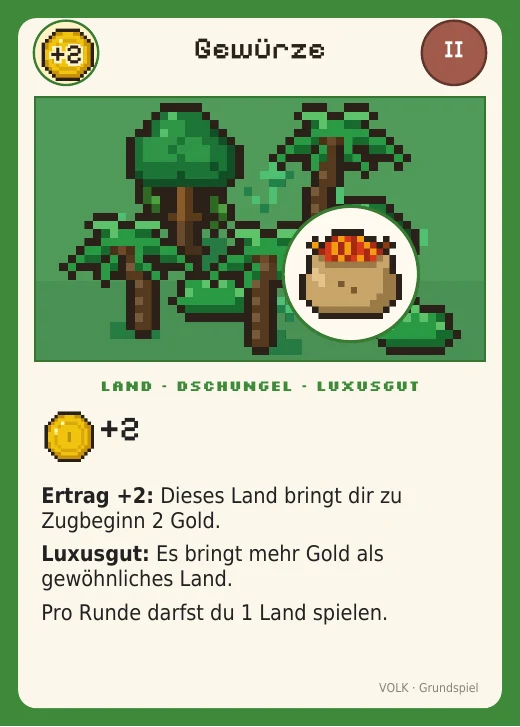 +2
Gewürze
II
LAND · DSCHUNGEL · LUXUSGUT
+2
Ertrag +2: Dieses Land bringt dir zu
Zugbeginn 2 Gold.
Luxusgut: Es bringt mehr Gold als
gewöhnliches Land.
Pro Runde darfst du 1 Land spielen.
VOLK · Grundspiel